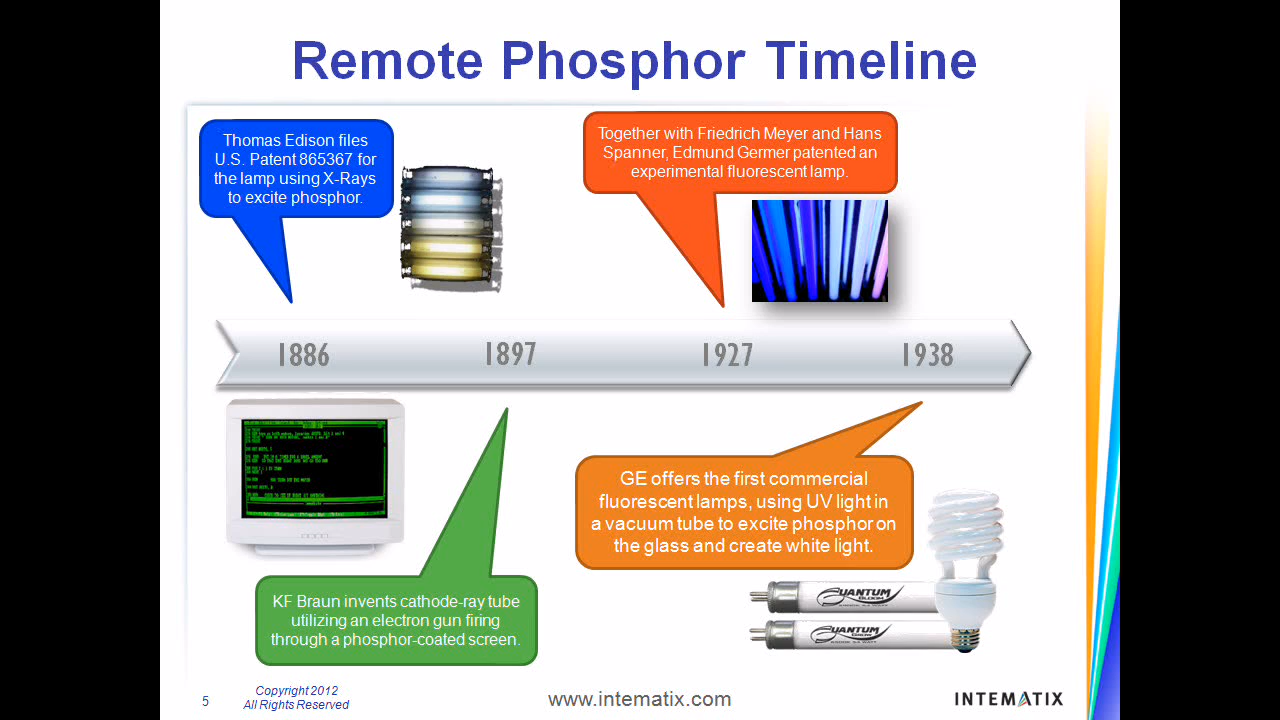 Remote Phosphor Timeline
Thomas Edison files
U.S. Patent 865367 for
the lamp using X-Rays
to excite phosphor.
Together with Friedrich Meyer and Hans
Spanner, Edmund Germer patented an
experimental fluorescent lamp.
1886
1897
1927
1938
KF Braun invents cathode-ray tube
utilizing an electron gun firing
through a phosphor-coated screen.
GE offers the first commercial
fluorescent lamps, using UV light in
a vacuum tube to excite phosphor on
the glass and create white light.
QUANTUM
QUANTUM
5
Copyright 2012
All Rights Reserved
www.intematix.com
INTEMATIX